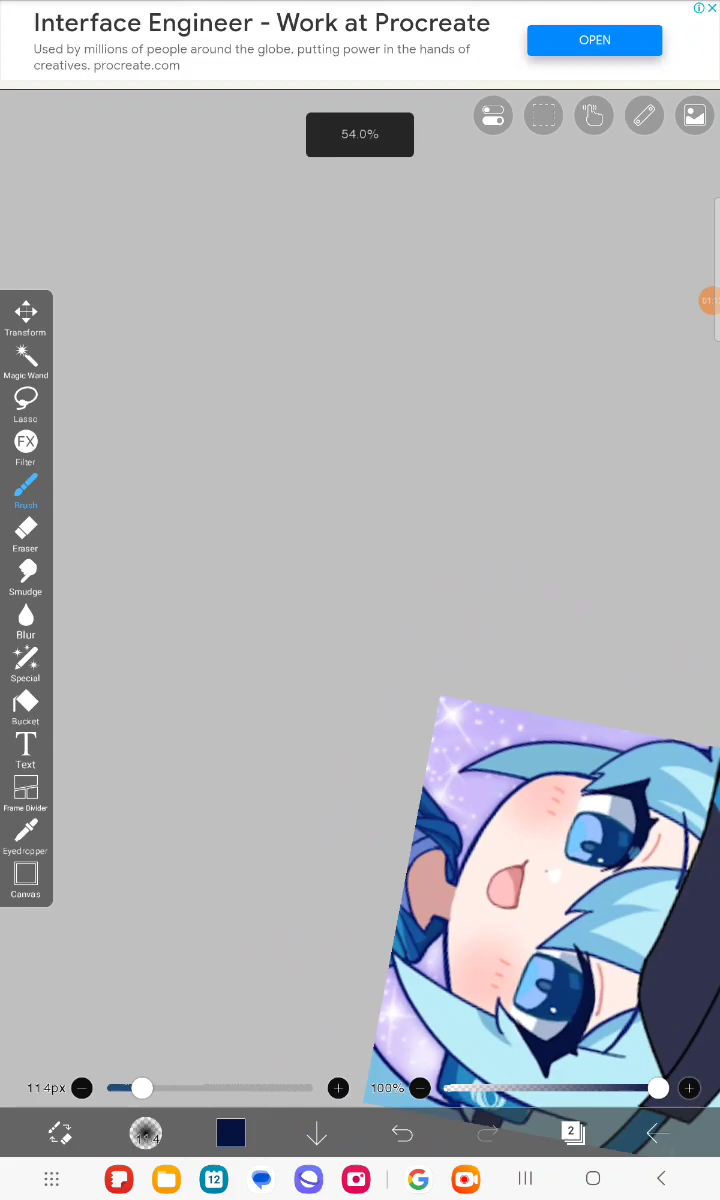 Interface Engineer - Work at Procreate
Used by millions of people around the globe, putting power in the hands of
creatives. procreate.com
OPEN
54.0%
Transform
Magic Wand
Lasso
FX
Filter
Brush
Eraser
Smudge
Blur
Special
Bucket
T
Text
Frame Divider
Eyedropper
Canvas
11.4px
100%
2
12
G